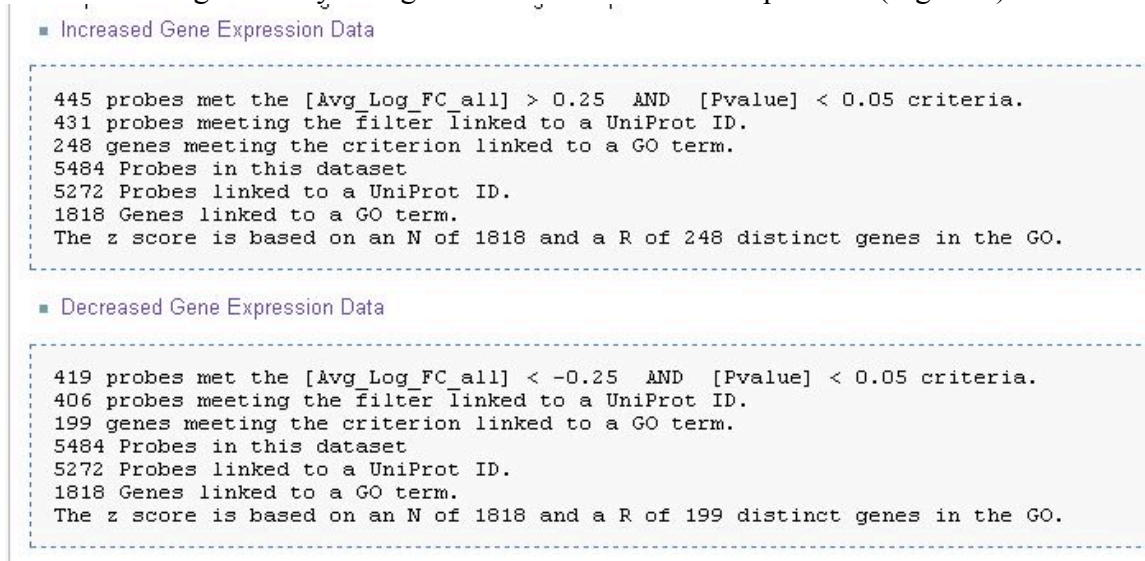 Increased Gene Expression Data
445 probes met the [Avg_Log_FC_all] > 0.25 AND [Pvalue] < 0.05 criteria.
431 probes meeting the filter linked to a UniProt ID.
248 genes meeting the criterion linked to a GO term.
5484 Probes in this dataset
5272 Probes linked to a UniProt ID.
1818 Genes linked to a GO term.
The z score is based on an N of 1818 and a R of 248 distinct genes in the GO.
Decreased Gene Expression Data
419 probes met the [Avg_Log_FC_all] < -0.25 AND [Pvalue] < 0.05 criteria.
406 probes meeting the filter linked to a UniProt ID.
199 genes meeting the criterion linked to a GO term.
5484 Probes in this dataset
5272 Probes linked to a UniProt ID.
1818 Genes linked to a GO term.
The z score is based on an N of 1818 and a R of 199 distinct genes in the GO.